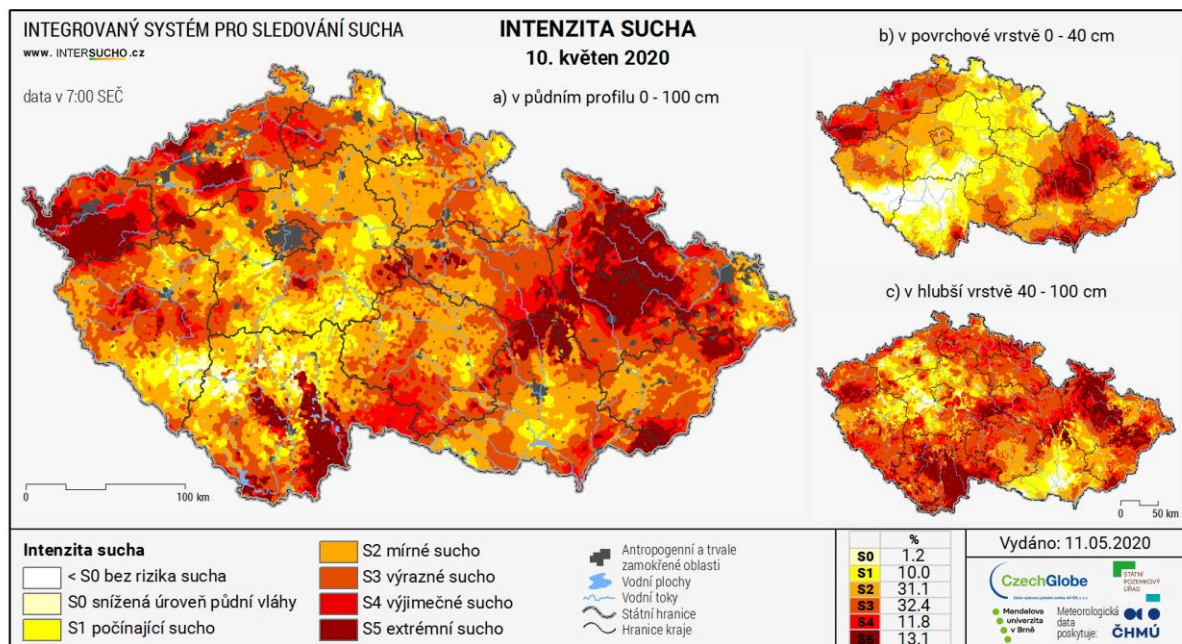 INTEGROVANÝ SYSTÉM PRO SLEDOVÁNÍ SUCHA
www. INTERSUCHO.cz
data v 7:00 SEČ
INTENZITA SUCHA
10. květen 2020
a) v půdním profilu 0 - 100 cm
b) v povrchové vrstvě 0 - 40 cm
c) v hlubší vrstvě 40 - 100 cm
0 100 km
0 50 km
Intenzita sucha
< S0 bez rizika sucha
S0 snížená úroveň půdní vláhy
S1 počínající sucho
S2 mírné sucho
S3 výrazné sucho
S4 výjimečné sucho
S5 extrémní sucho
Antropogenní a trvale
zamokřené oblasti
Vodní plochy
Vodní toky
Státní hranice
Hranice kraje
%
S0 1.2
S1 10.0
S2 31.1
S3 32.4
S4 11.8
S5 13.1
Vydáno: 11.05.2020
CzechGlobe
STÁTNÍ
POZEMKOVÝ
ÚŘAD
Mendelova
univerzita
v Brně
Meteorologická
data
poskytuje:
ČHMÚ